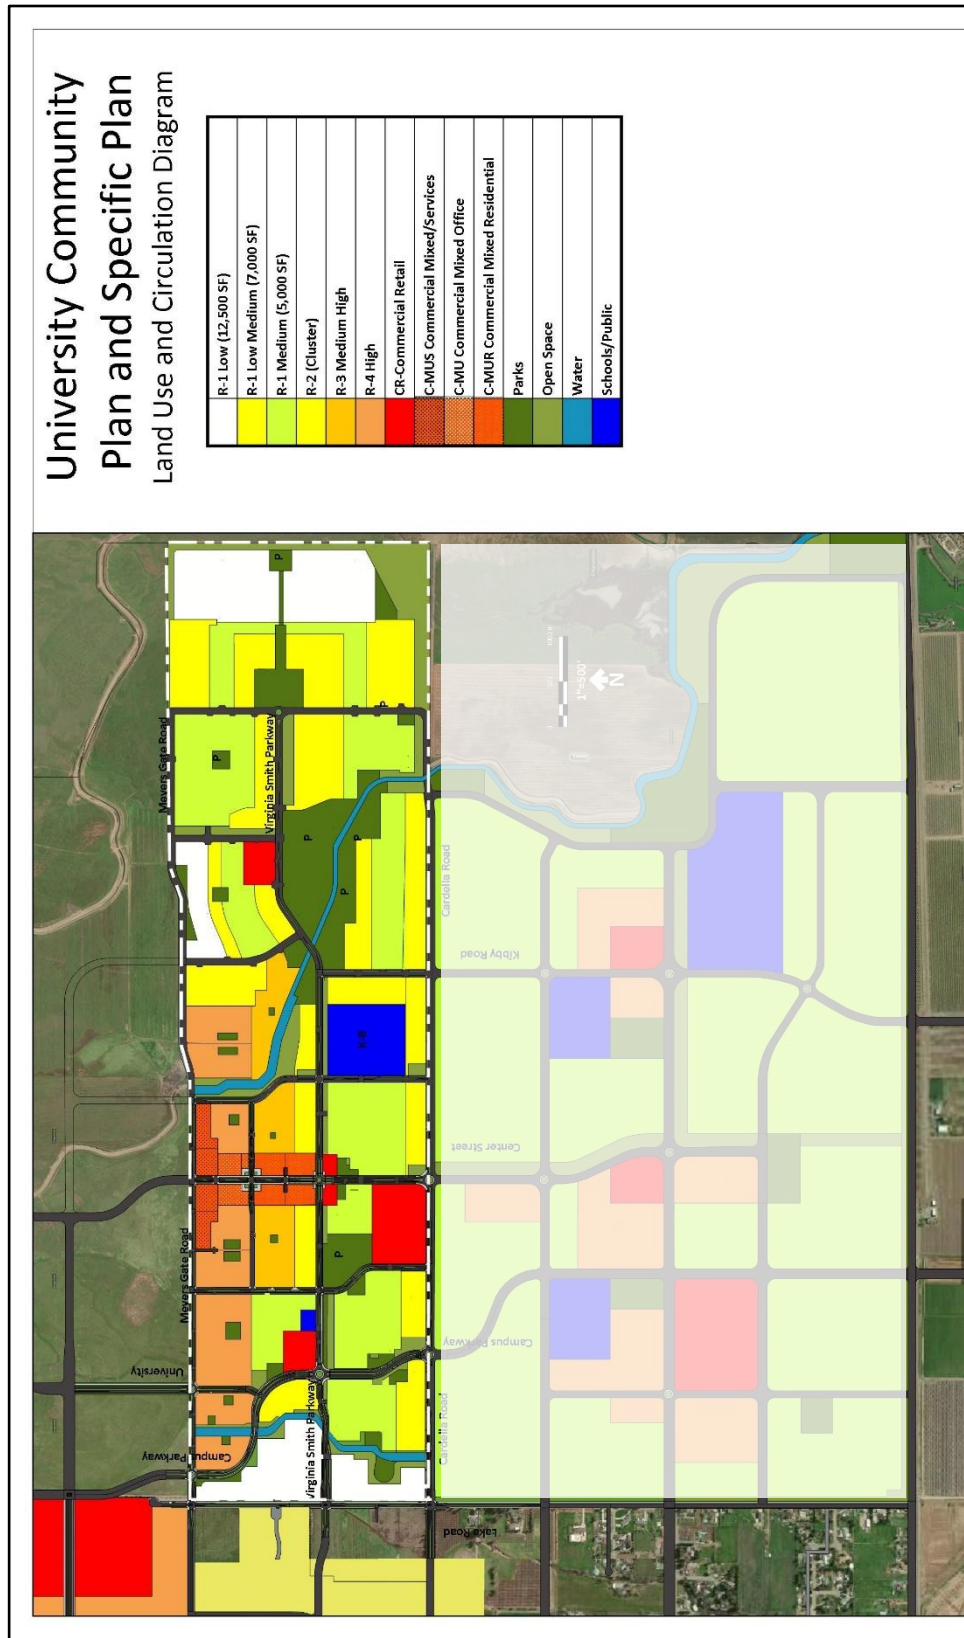 University Community
Plan and Specific Plan
Land Use and Circulation Diagram
R-1 Low (12,500 SF)
R-1 Low Medium (7,000 SF)
R-1 Medium (5,000 SF)
R-2 (Cluster)
R-3 Medium High
R-4 High
CR-Commercial Retail
C-MUS Commercial Mixed/Services
C-MU Commercial Mixed Office
C-MUR Commercial Mixed Residential
Parks
Open Space
Water
Schools/Public
Meyers Gate Road
Virginia Smith Parkway
P
P
P
P
P
P
P
K-8
Meyers Gate Road
University
Campus
Parkway
Virginia Smith Parkway
Lake Road
Cardella Road
Kibby Road
Center Street
Campus Parkway
Cardella Road
1"=500'
N